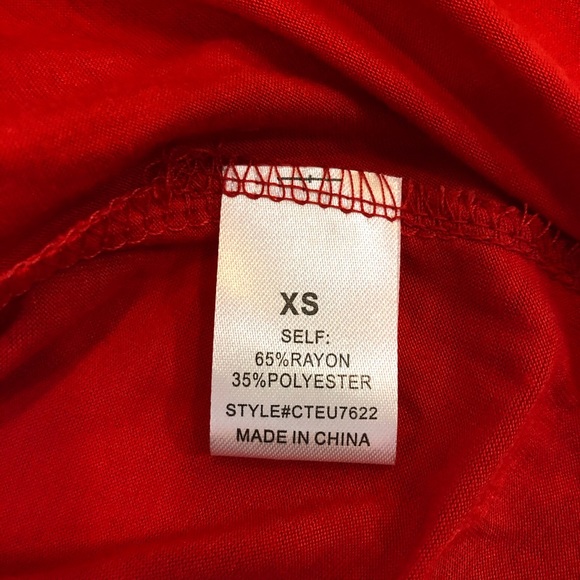 XS
SELF:
65%RAYON
35%POLYESTER
STYLE#CTEU7622
MADE IN CHINA